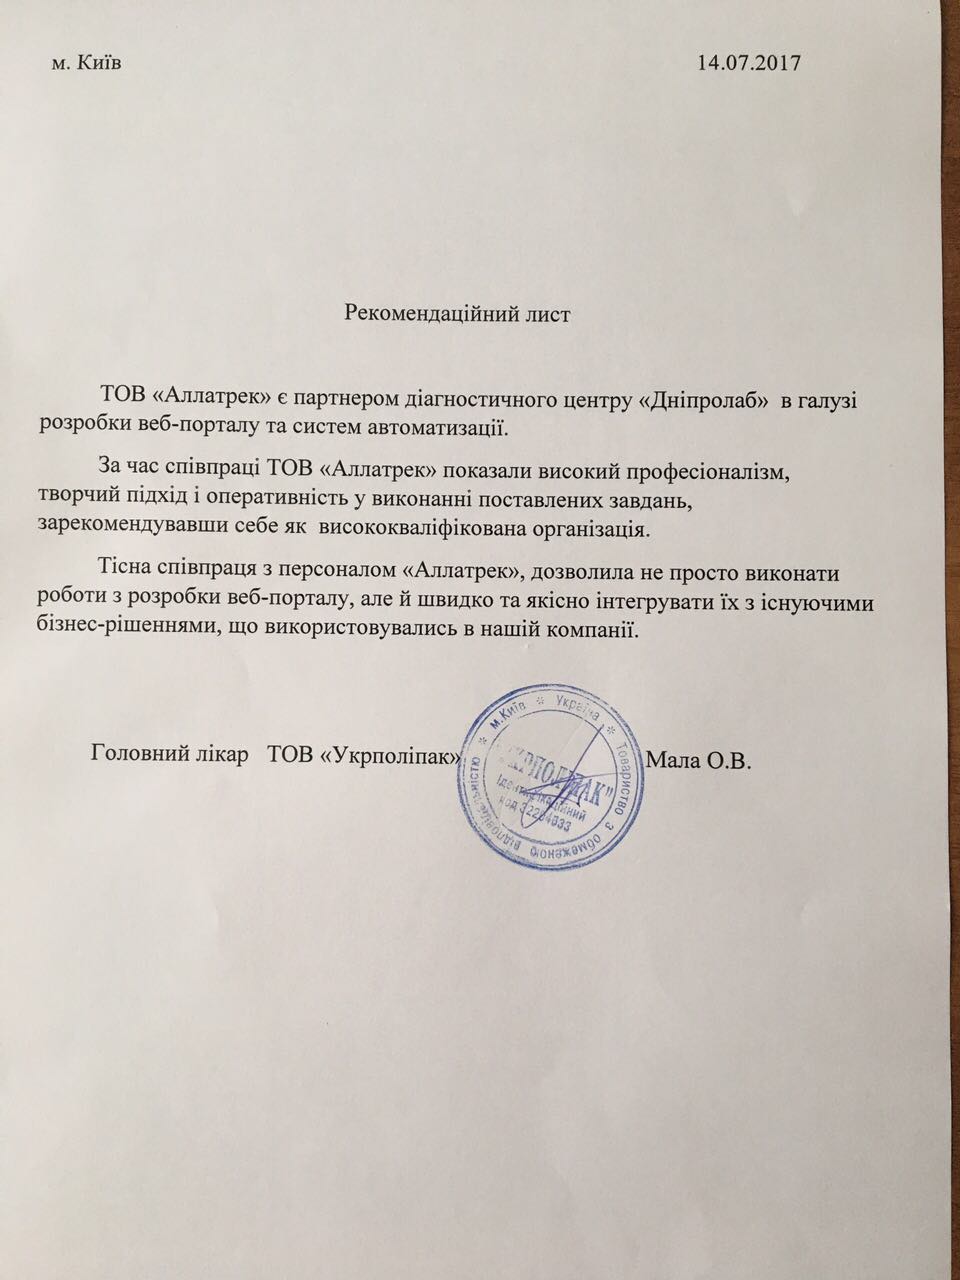 м. Київ 14.07.2017
Рекомендаційний лист
ТОВ «Аллатрек» є партнером діагностичного центру «Дніпролаб» в галузі
розробки веб-порталу та систем автоматизації.
За час співпраці ТОВ «Аллатрек» показали високий професіоналізм,
творчий підхід і оперативність у виконанні поставлених завдань,
зарекомендувавши себе як висококваліфікована організація.
Тісна співпраця з персоналом «Аллатрек», дозволила не просто виконати
роботи з розробки веб-порталу, але й швидко та якісно інтегрувати їх з існуючими
бізнес-рішеннями, що використовувались в нашій компанії.
Головний лікар ТОВ «Укрполіпак» Мала О.В.
м.Київ * Україна * Товариство з обмеженою відповідальністю *
"УКРПОЛІПАК"
Ідентифікаційний
код